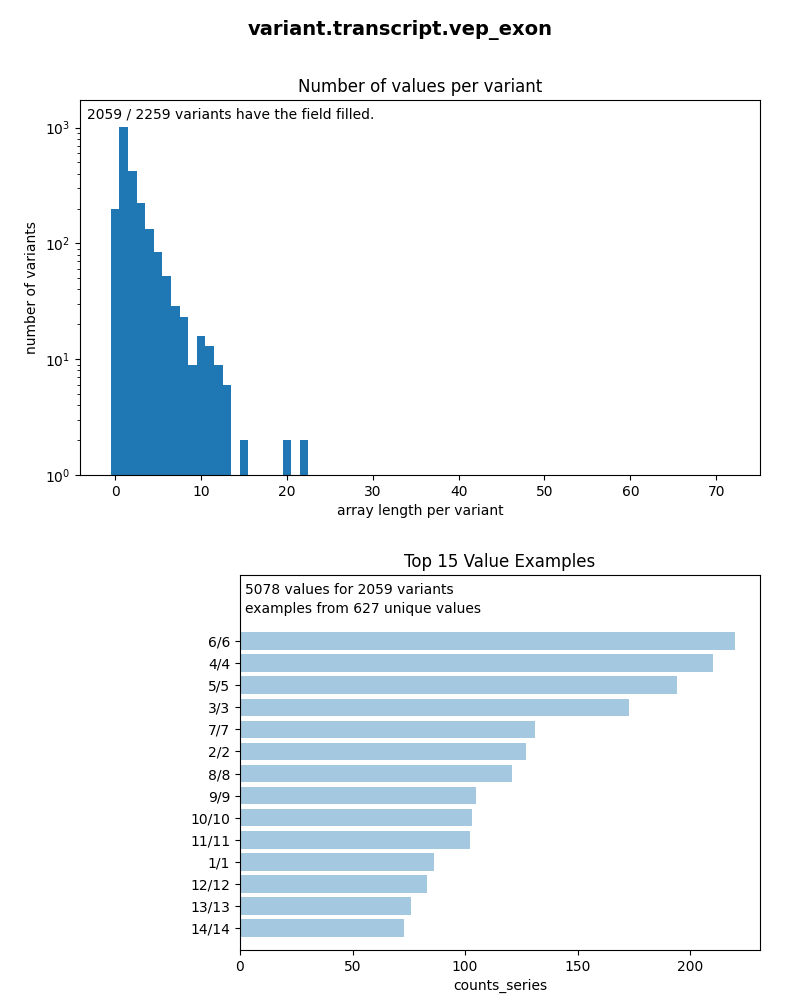 variant.transcript.vep_exon
Number of values per variant
2059 / 2259 variants have the field filled.
10³
10²
10¹
10⁰
number of variants
0 10 20 30 40 50 60 70
array length per variant
Top 15 Value Examples
5078 values for 2059 variants
examples from 627 unique values
6/6
4/4
5/5
3/3
7/7
2/2
8/8
9/9
10/10
11/11
1/1
12/12
13/13
14/14
0 50 100 150 200
counts_series